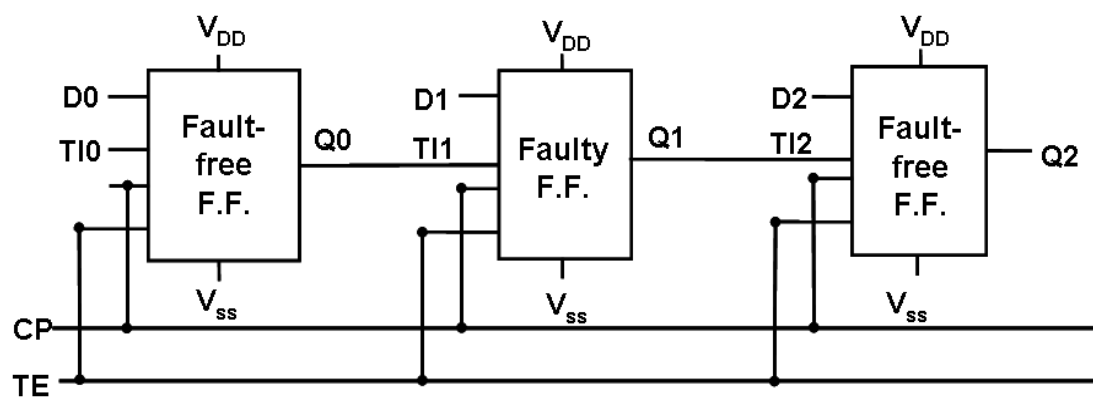 VDD
VDD
VDD
D0
D1
D2
TI0
Fault-
free
F.F.
Q0
TI1
Faulty
F.F.
Q1
TI2
Fault-
free
F.F.
Q2
Vss
Vss
Vss
CP
TE